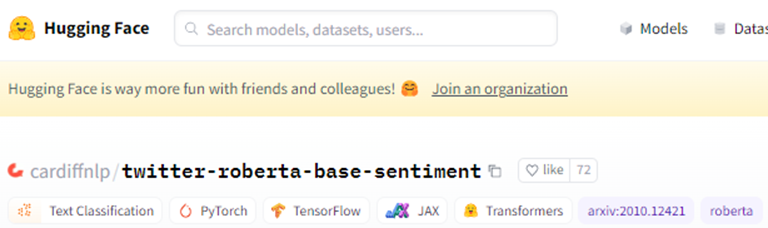 Hugging Face Search models, datasets, users... Models Datas
Hugging Face is way more fun with friends and colleagues! 🤗 Join an organization
cardiffnlp/twitter-roberta-base-sentiment like 72
Text Classification PyTorch TensorFlow JAX Transformers arxiv:2010.12421 roberta